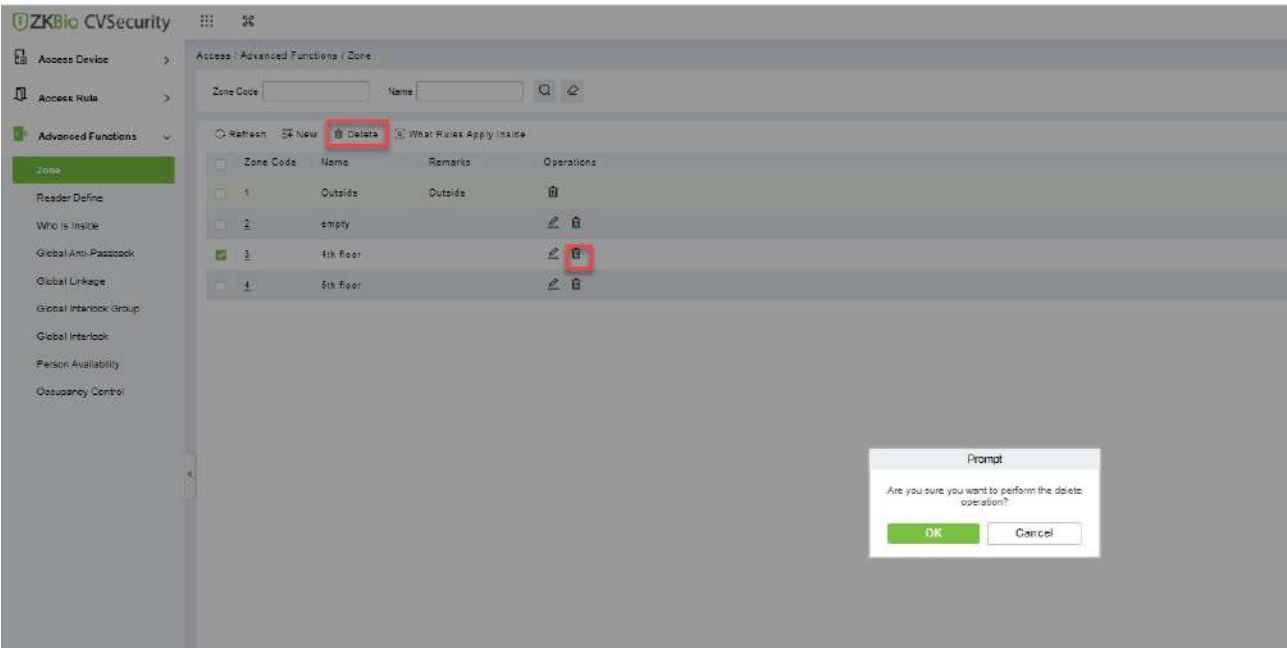 ZKBio CVSecurity
Access Device
Access Rule
Advanced Functions
Zone
Reader Define
Who Is Inside
Global Anti-Passback
Global Linkage
Global Interlock Group
Global Interlock
Person Availability
Occupancy Control
Access / Advanced Functions / Zone
Zone Code Name
Refresh New Delete What Rules Apply Inside
Zone Code Name Remarks Operations
1 Outside Outside
2 empty
3 4th floor
4 5th floor
Prompt
Are you sure you want to perform the delete
operation?
OK Cancel